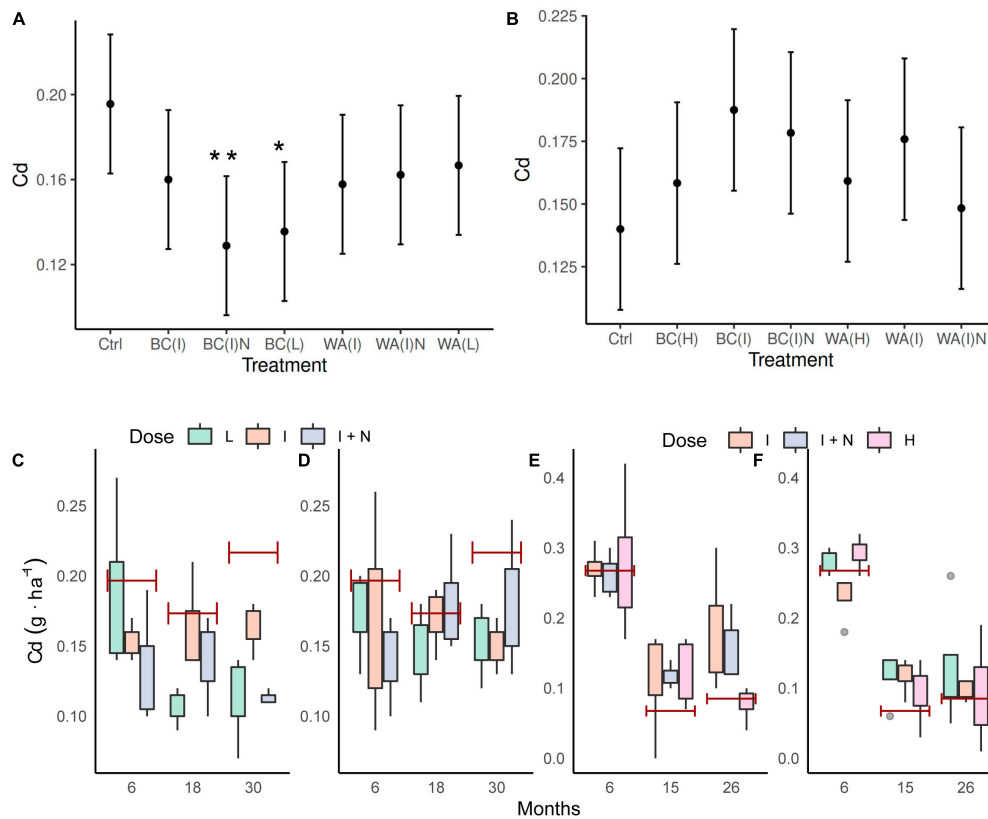 A
B
0.20
0.16
0.12
Cd
* *
*
Ctrl BC(I) BC(I)N BC(L) WA(I) WA(I)N WA(L)
Treatment
0.225
0.200
0.175
0.150
0.125
Cd
Ctrl BC(H) BC(I) BC(I)N WA(H) WA(I) WA(I)N
Treatment
Dose L I I + N
Dose I I + N H
C
D
E
F
Cd (g · ha⁻¹)
0.25
0.20
0.15
0.10
6 18 30
0.25
0.20
0.15
0.10
6 18 30
0.4
0.3
0.2
0.1
0.0
6 15 26
0.4
0.3
0.2
0.1
0.0
6 15 26
Months